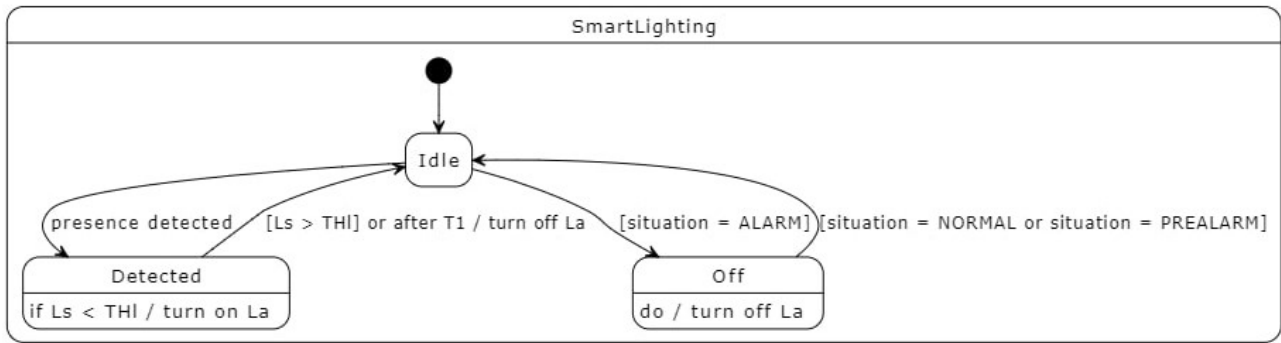 SmartLighting
Idle
presence detected
[Ls > THl] or after T1 / turn off La
[situation = ALARM]
[situation = NORMAL or situation = PREALARM]
Detected
if Ls < THl / turn on La
Off
do / turn off La